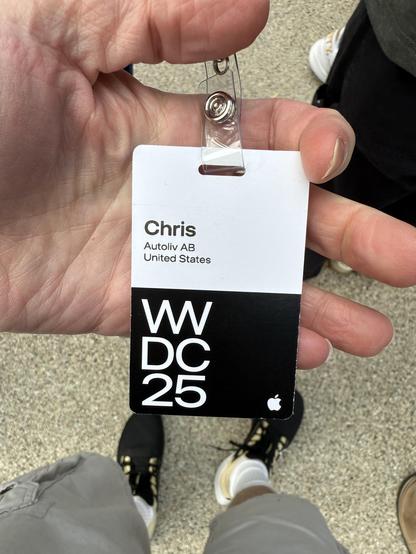 Chris
Autoliv AB
United States
WW
DC
25